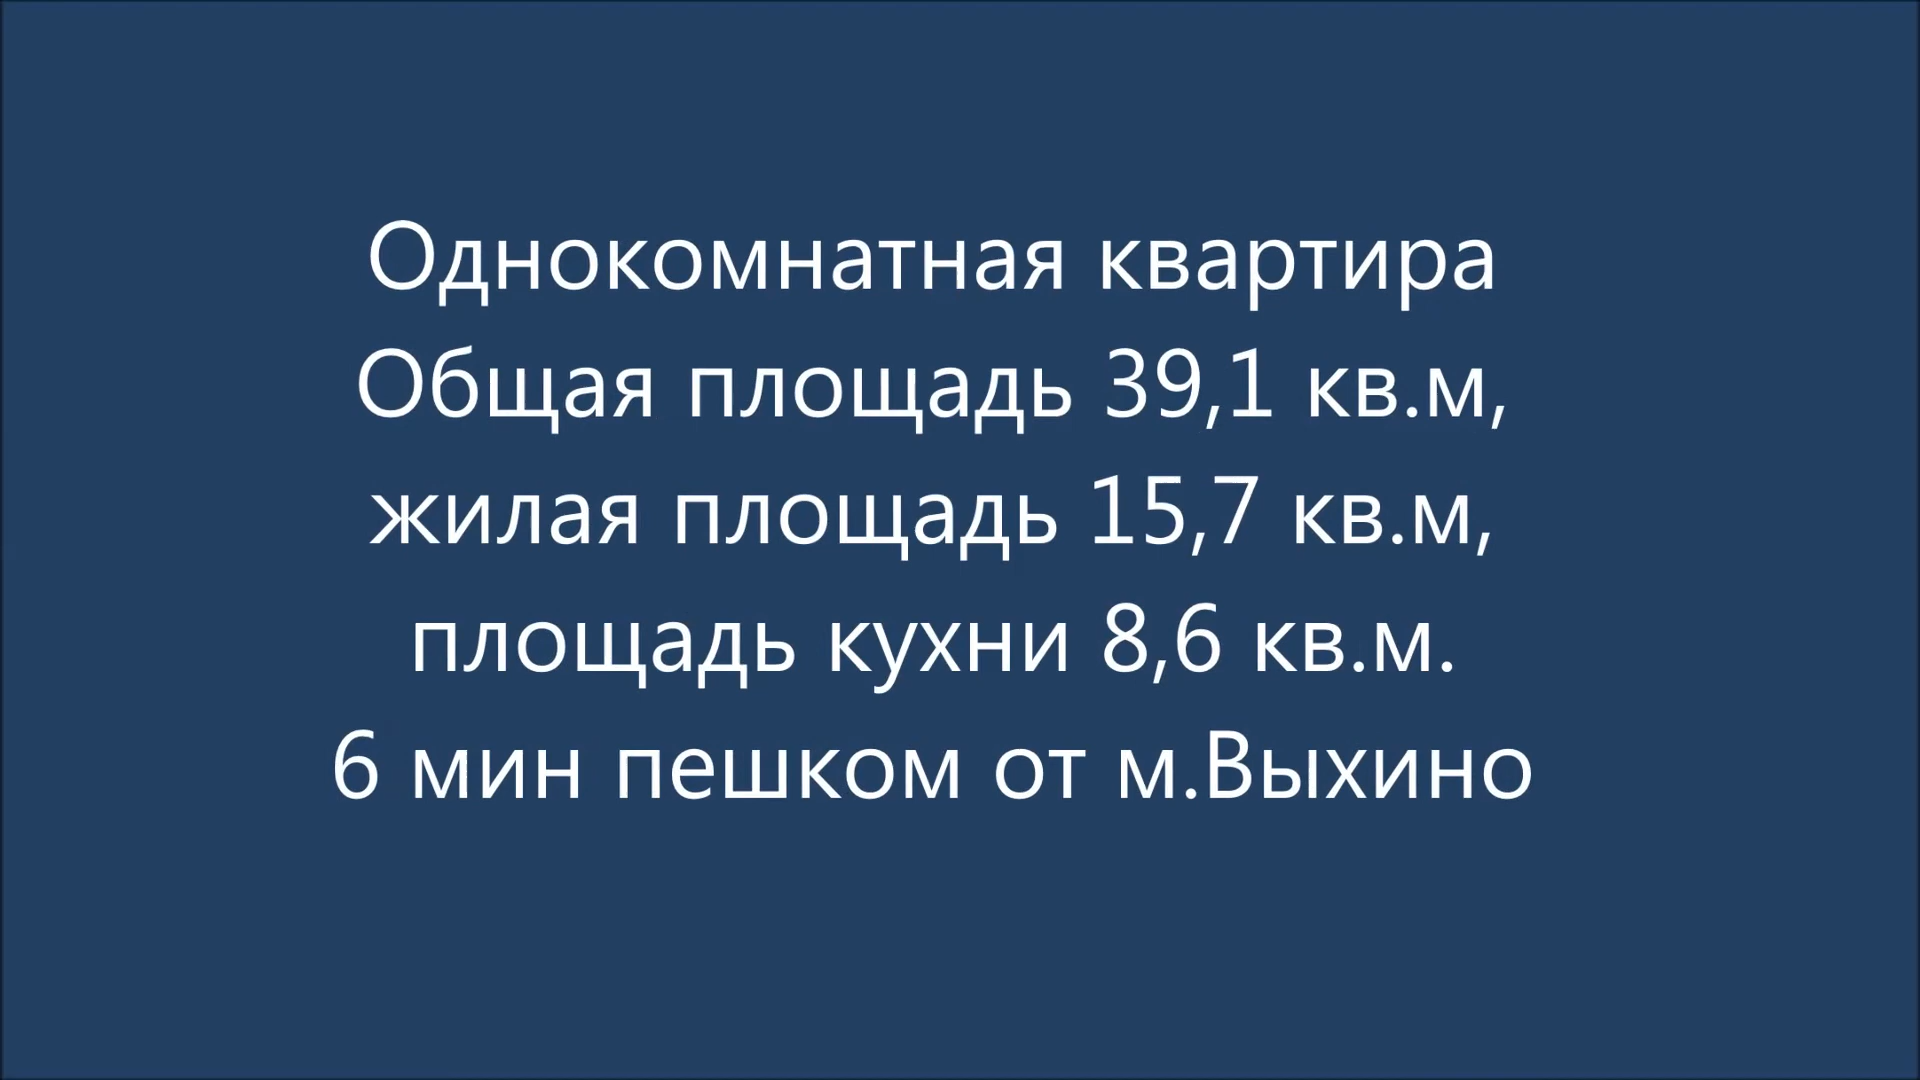 Однокомнатная квартира
Общая площадь 39,1 кв.м,
жилая площадь 15,7 кв.м,
площадь кухни 8,6 кв.м.
6 мин пешком от м.Выхино